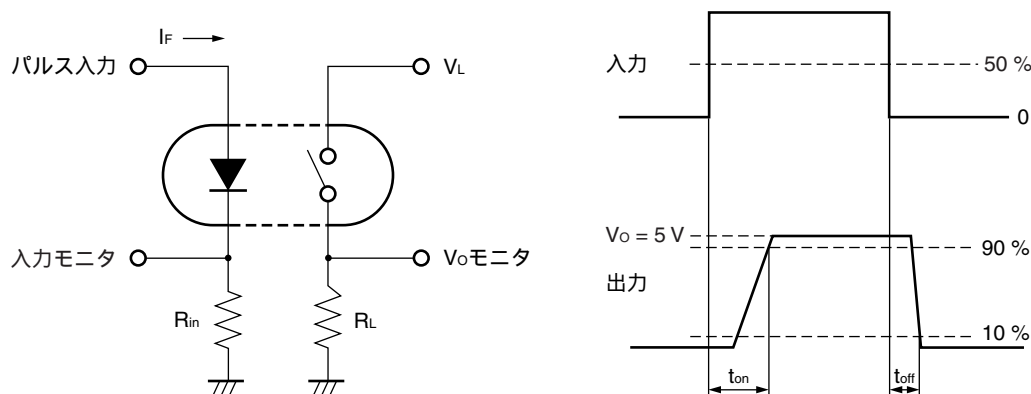 IF
パルス入力
VL
入力モニタ
VOモニタ
Rin
RL
入力
50 %
0
VO = 5 V
90 %
出力
10 %
ton
toff